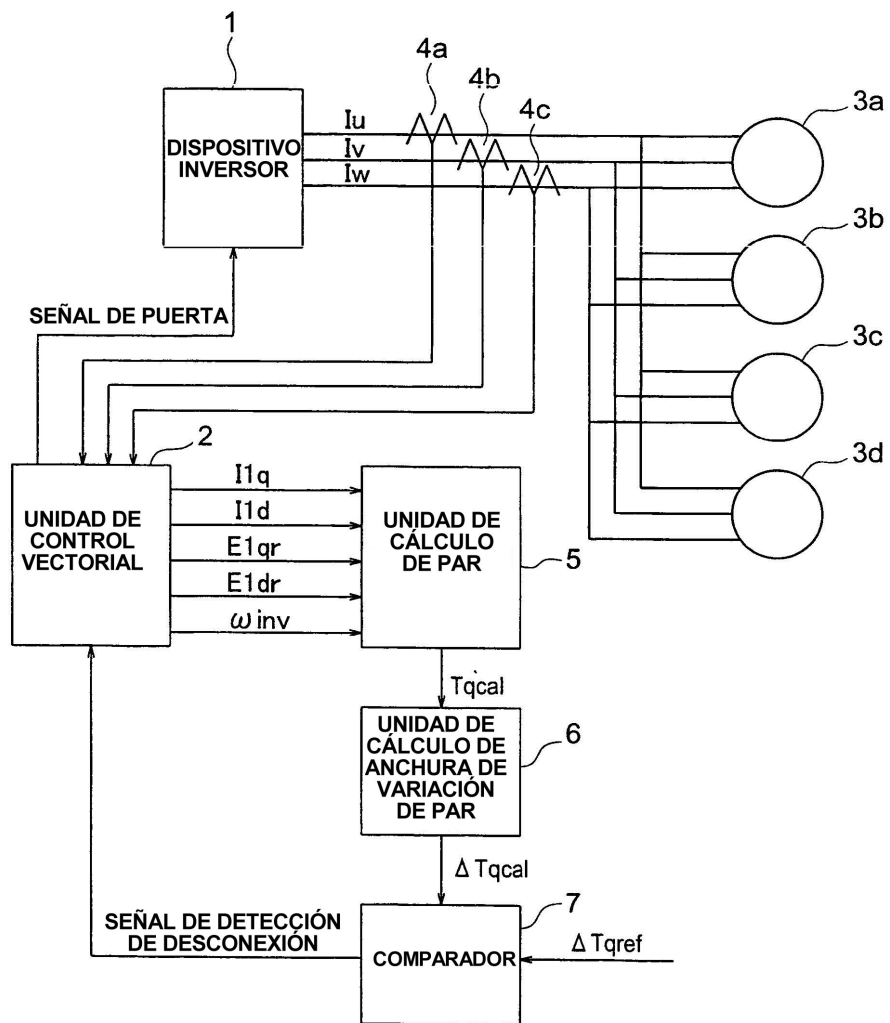 1
4a
4b
4c
3a
DISPOSITIVO
INVERSOR
Iu
Iv
Iw
3b
SEÑAL DE PUERTA
3c
2
3d
UNIDAD DE
CONTROL
VECTORIAL
I1q
I1d
E1qr
E1dr
ωinv
UNIDAD DE
CÁLCULO
DE PAR
5
Tqcal
UNIDAD DE
CÁLCULO DE
ANCHURA DE
VARIACIÓN
DE PAR
6
ΔTqcal
SEÑAL DE DETECCIÓN
DE DESCONEXIÓN
7
COMPARADOR
ΔTqref